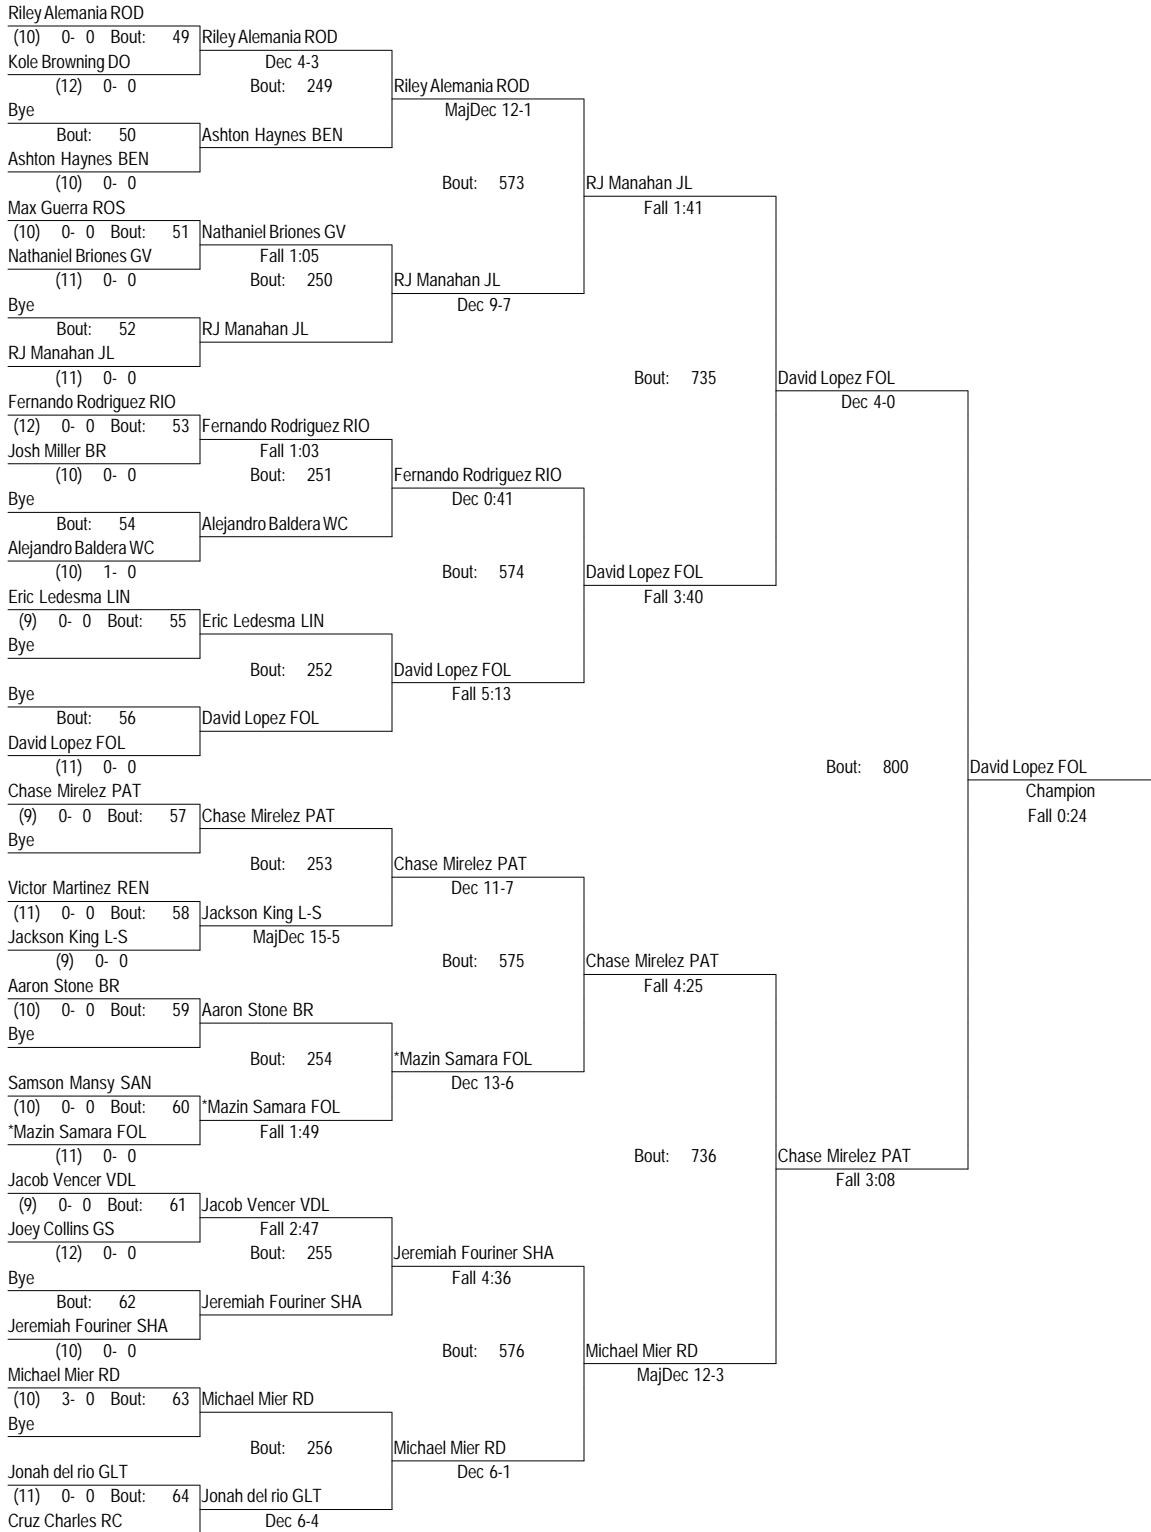 Riley Alemania ROD
(10) 0- 0 Bout: 49 Riley Alemania ROD
Kole Browning DO Dec 4-3
(12) 0- 0 Bout: 249 Riley Alemania ROD
Bye MajDec 12-1
Bout: 50 Ashton Haynes BEN
Ashton Haynes BEN
(10) 0- 0 Bout: 573 RJ Manahan JL
Max Guerra ROS Fall 1:41
(10) 0- 0 Bout: 51 Nathaniel Briones GV
Nathaniel Briones GV Fall 1:05
(11) 0- 0 Bout: 250 RJ Manahan JL
Bye Dec 9-7
Bout: 52 RJ Manahan JL
RJ Manahan JL
(11) 0- 0 Bout: 735 David Lopez FOL
Fernando Rodriguez RIO Dec 4-0
(12) 0- 0 Bout: 53 Fernando Rodriguez RIO
Josh Miller BR Fall 1:03
(10) 0- 0 Bout: 251 Fernando Rodriguez RIO
Bye Dec 0:41
Bout: 54 Alejandro Baldera WC
Alejandro Baldera WC
(10) 1- 0 Bout: 574 David Lopez FOL
Eric Ledesma LIN Fall 3:40
(9) 0- 0 Bout: 55 Eric Ledesma LIN
Bye
Bout: 252 David Lopez FOL
Bye Fall 5:13
Bout: 56 David Lopez FOL
David Lopez FOL
(11) 0- 0 Bout: 800 David Lopez FOL
Chase Mirelez PAT Champion
(9) 0- 0 Bout: 57 Chase Mirelez PAT Fall 0:24
Bye
Bout: 253 Chase Mirelez PAT
Victor Martinez REN Dec 11-7
(11) 0- 0 Bout: 58 Jackson King L-S
Jackson King L-S MajDec 15-5
(9) 0- 0 Bout: 575 Chase Mirelez PAT
Aaron Stone BR Fall 4:25
(10) 0- 0 Bout: 59 Aaron Stone BR
Bye
Bout: 254 *Mazin Samara FOL
Samson Mansy SAN Dec 13-6
(10) 0- 0 Bout: 60 *Mazin Samara FOL
*Mazin Samara FOL Fall 1:49
(11) 0- 0 Bout: 736 Chase Mirelez PAT
Jacob Vencer VDL Fall 3:08
(9) 0- 0 Bout: 61 Jacob Vencer VDL
Joey Collins GS Fall 2:47
(12) 0- 0 Bout: 255 Jeremiah Fouriner SHA
Bye Fall 4:36
Bout: 62 Jeremiah Fouriner SHA
Jeremiah Fouriner SHA
(10) 0- 0 Bout: 576 Michael Mier RD
Michael Mier RD MajDec 12-3
(10) 3- 0 Bout: 63 Michael Mier RD
Bye
Bout: 256 Michael Mier RD
Jonah del rio GLT Dec 6-1
(11) 0- 0 Bout: 64 Jonah del rio GLT
Cruz Charles RC Dec 6-4